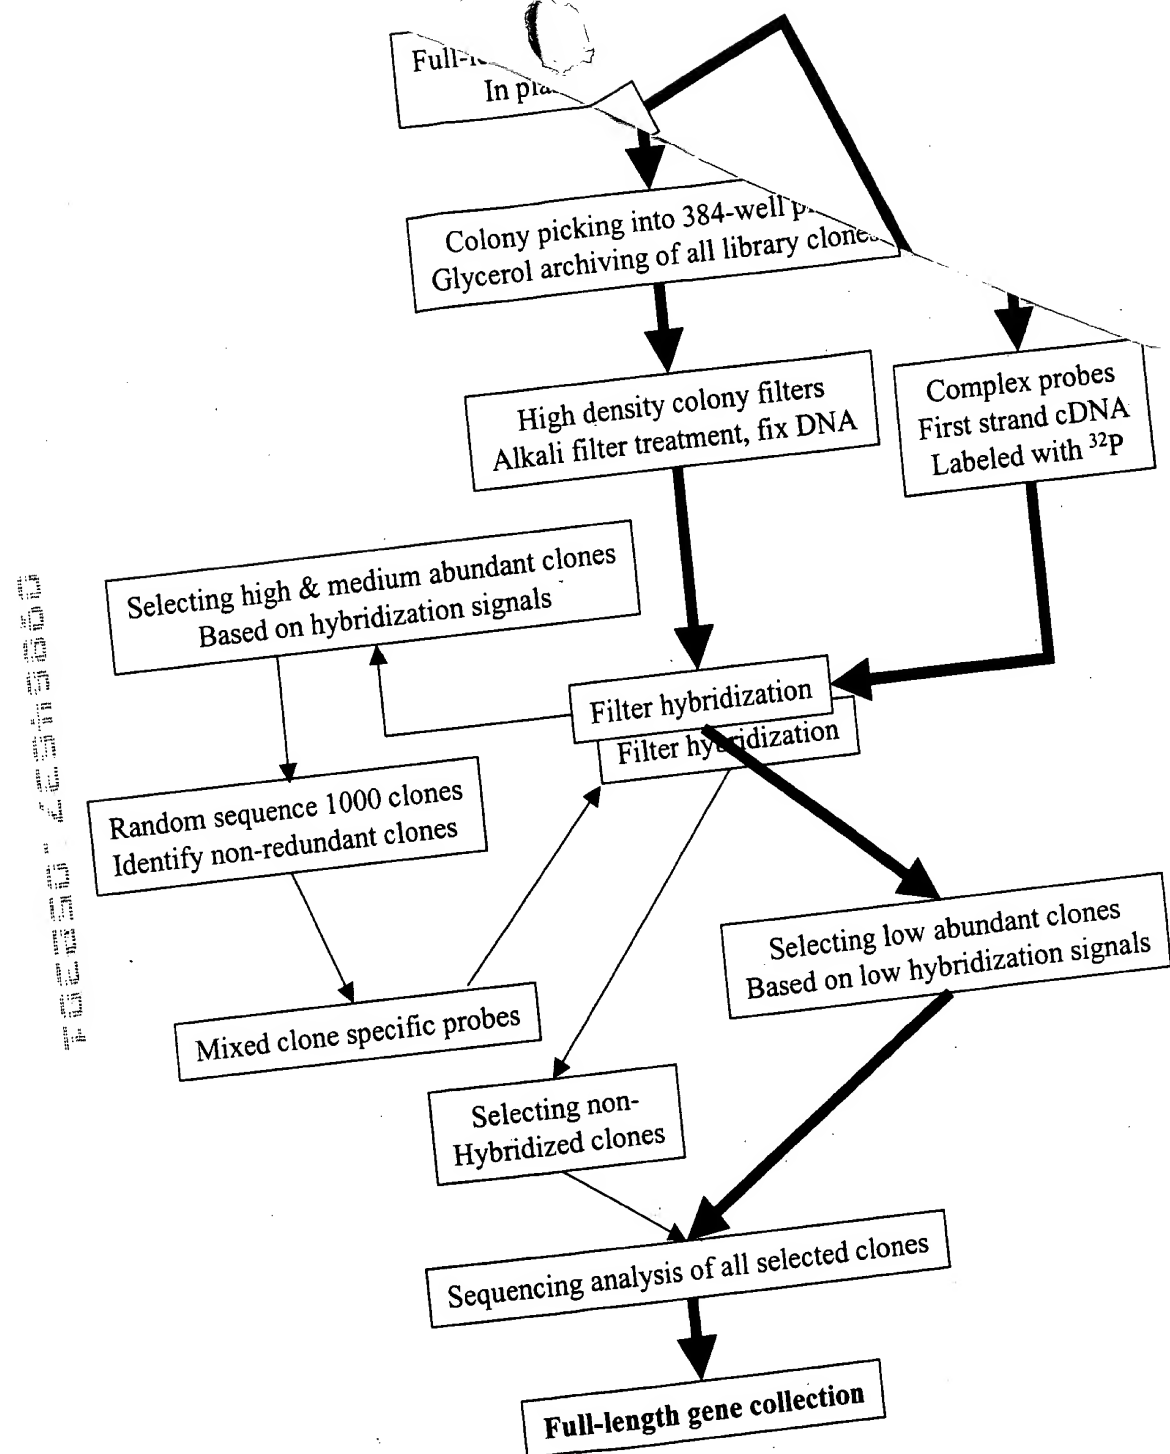 In
Colony picking into 384-well
Glycerol archiving of all library clones
High density colony filters
Alkali filter treatment, fix DNA
Complex probes
First strand cDNA
Labeled with ³²P
Selecting high & medium abundant clones
Based on hybridization signals
Filter hybridization
Filter hybridization
Random sequence 1000 clones
Identify non-redundant clones
Selecting low abundant clones
Based on low hybridization signals
Mixed clone specific probes
Selecting non-
Hybridized clones
Sequencing analysis of all selected clones
Full-length gene collection